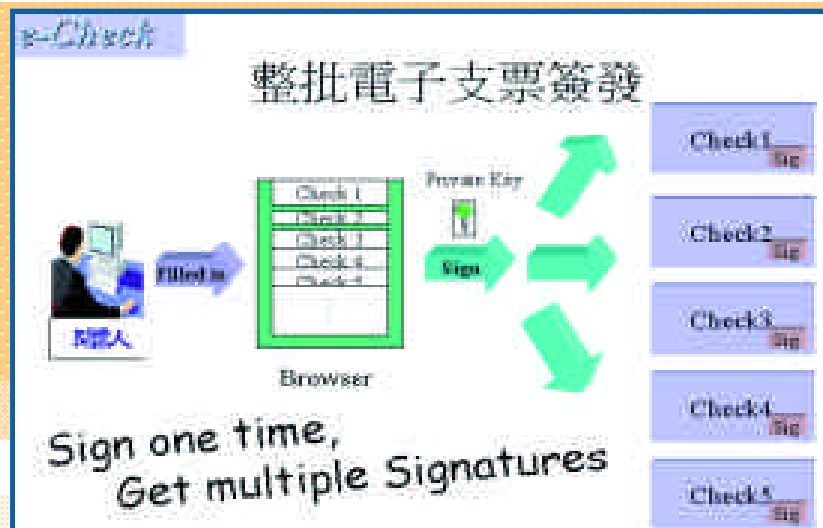 e-Check
整批電子支票簽發
Private Key
Check 1
Check 2
Check 3
Check 4
Check 5
Filled in
Sign
Browser
Check1
Sig
Check2
Sig
Check3
Sig
Check4
Sig
Check5
Sig
Sign one time,
Get multiple Signatures